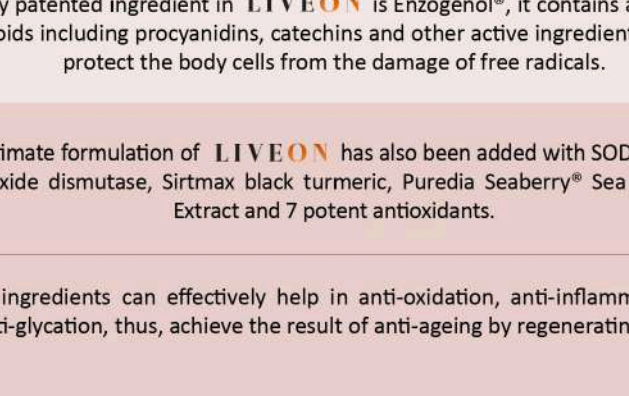 y patented ingredient in LIVEON is Enzogenol®, it contains a
oids including procyanidins, catechins and other active ingredient
protect the body cells from the damage of free radicals.
imate formulation of LIVEON has also been added with SOD
xide dismutase, Sirtmax black turmeric, Puredia Seaberry® Sea
Extract and 7 potent antioxidants.
ingredients can effectively help in anti-oxidation, anti-inflamm
ti-glycation, thus, achieve the result of anti-ageing by regeneratin